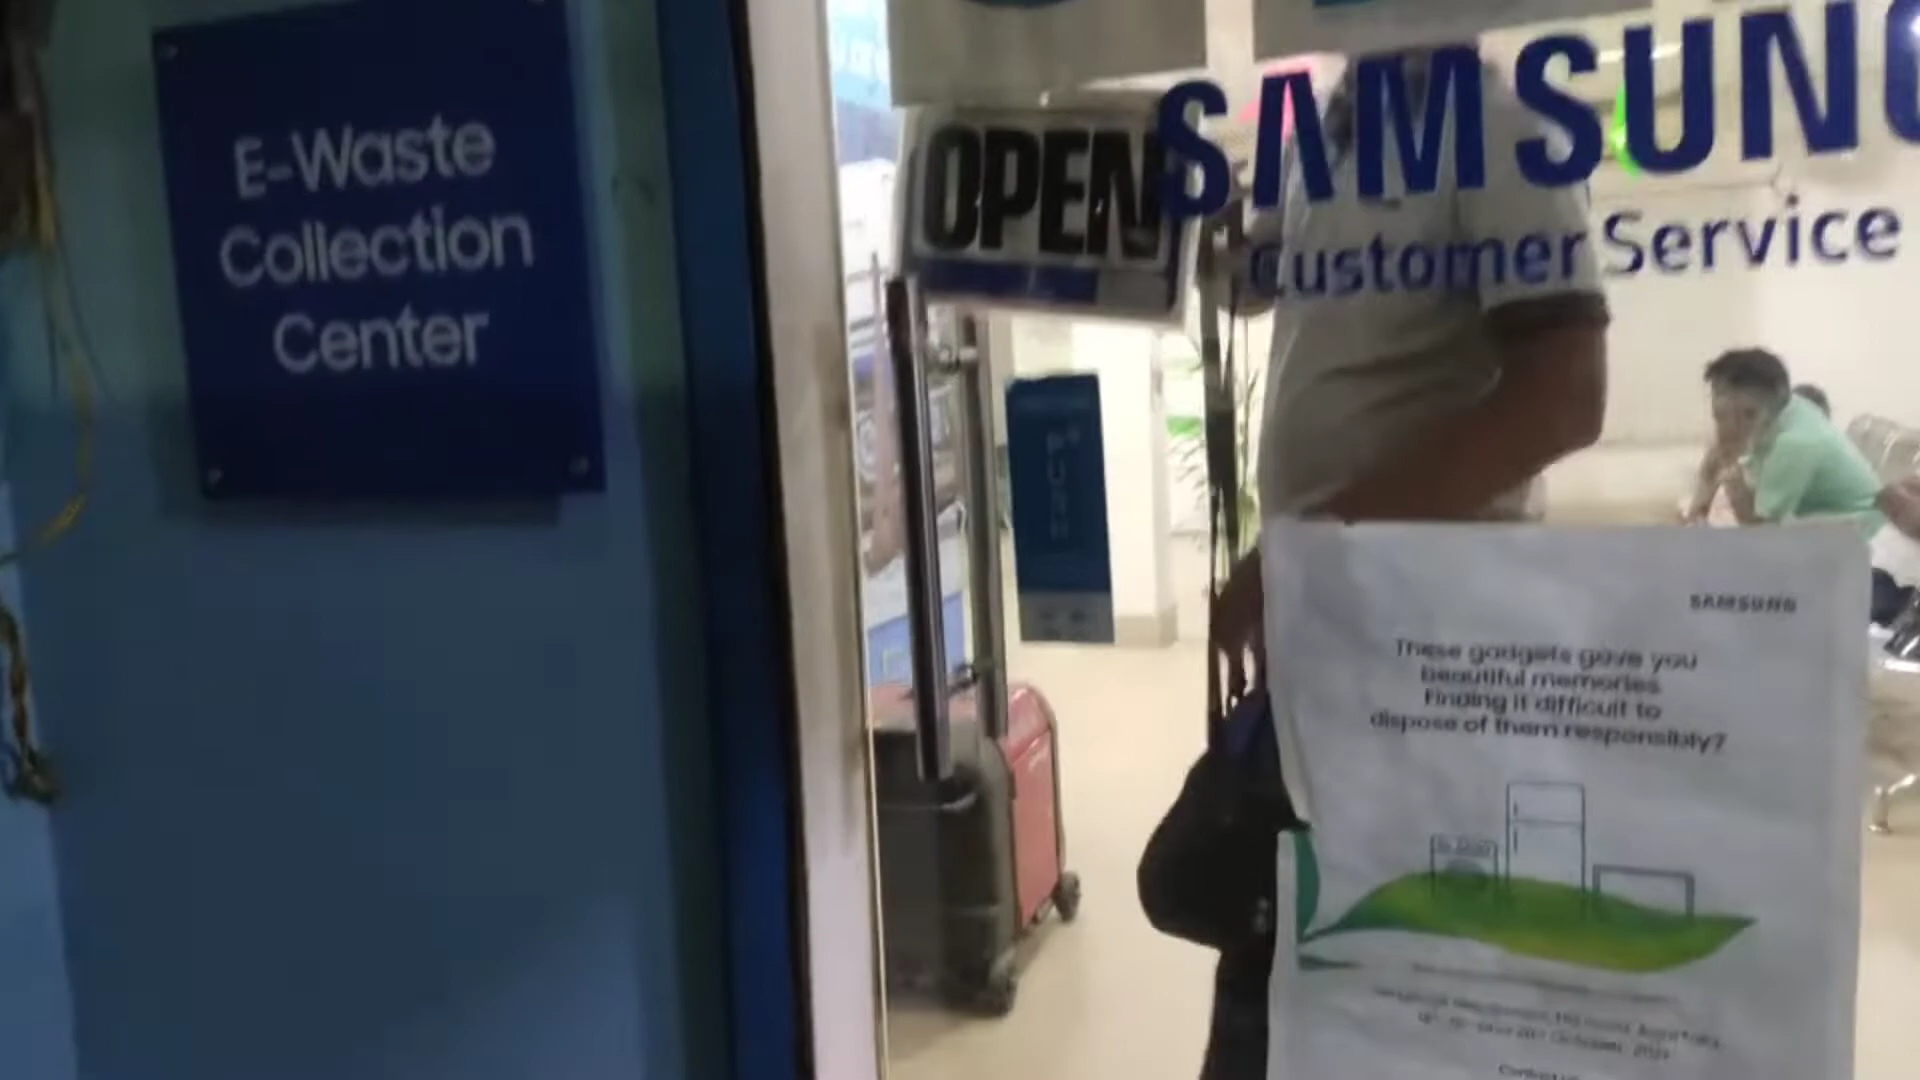 E-Waste
Collection
Center
OPEN
SAMSUNG
Customer Service
SAMSUNG
These gadgets gave you
beautiful memories
Finding it difficult to
dispose of them responsibly?